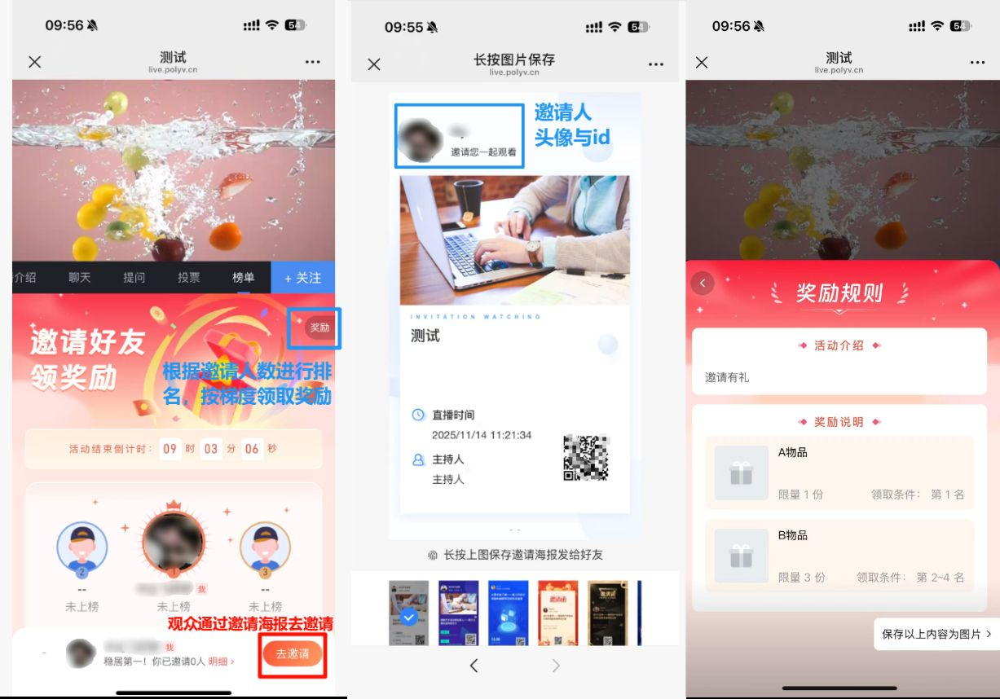 09:56
54
测试
live.polyv.cn
介绍
聊天
提问
投票
榜单
+ 关注
邀请好友
领奖励
奖励
根据邀请人数进行排
名，按梯度领取奖励
活动结束倒计时： 09 时 03 分 06 秒
2
1
3
--
我
--
未上榜
未上榜
未上榜
观众通过邀请海报去邀请
-
我
稳居第一！你已邀请0人 明细 >
去邀请
09:55
54
长按图片保存
live.polyv.cn
邀请人
头像与id
邀请您一起观看
INVITATION WATCHING
测试
直播时间
2025/11/14 11:21:34
主持人
主持人
--
长按上图保存邀请海报发给好友
邀请函
邀请函
09:56
54
测试
live.polyv.cn
奖励规则
活动介绍
邀请有礼
奖励说明
A物品
限量 1 份
领取条件： 第 1 名
B物品
限量 3 份
领取条件： 第 2~4 名
保存以上内容为图片 >